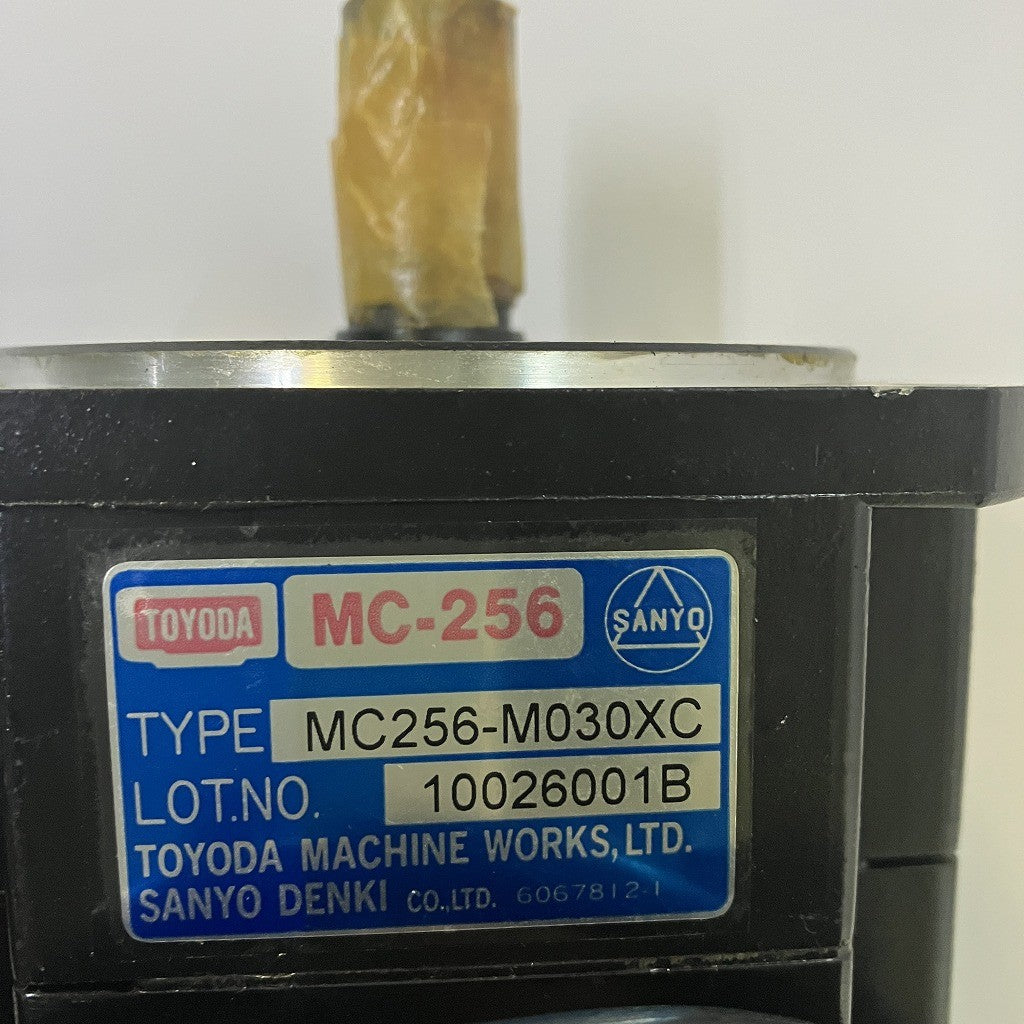 TOYODA MC-256 SANYO
TYPE MC256-M030XC
LOT.NO. 10026001B
TOYODA MACHINE WORKS,LTD.
SANYO DENKI CO.,LTD. 6067812-1